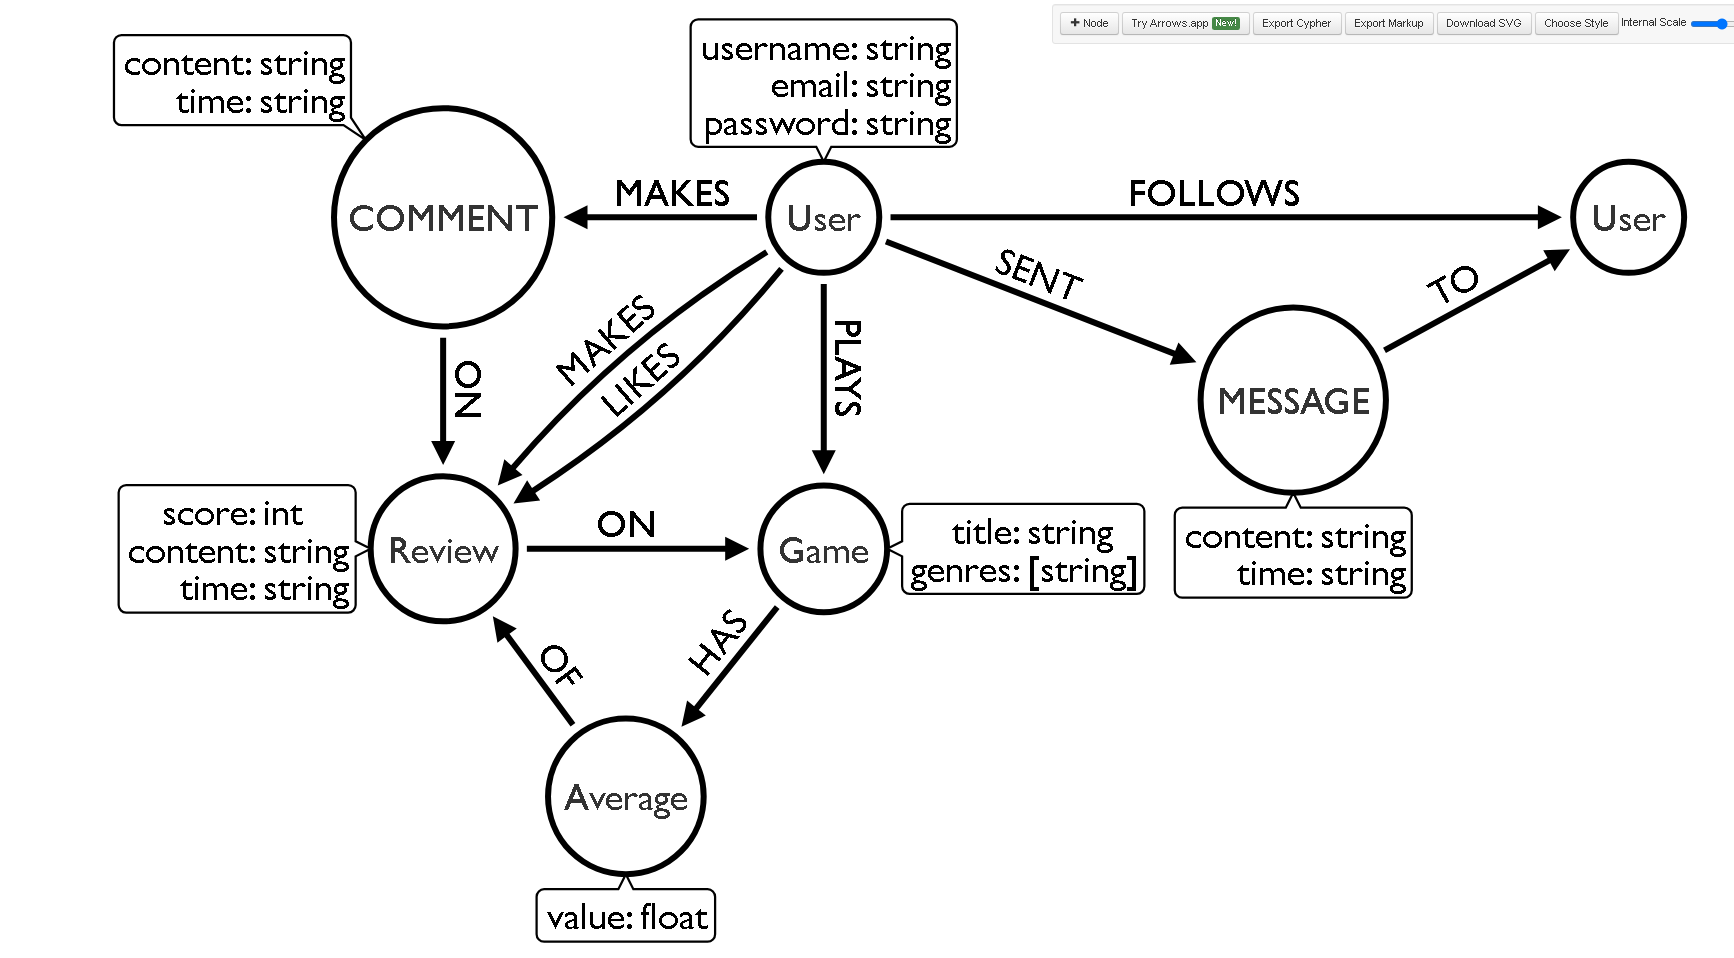 + Node
Try Arrows.app New!
Export Cypher
Export Markup
Download SVG
Choose Style
Internal Scale
content: string
time: string
username: string
email: string
password: string
COMMENT
MAKES
User
FOLLOWS
User
SENT
TO
MAKES
LIKES
PLAYS
ON
MESSAGE
score: int
content: string
time: string
Review
ON
Game
title: string
genres: [string]
content: string
time: string
OF
HAS
Average
value: float